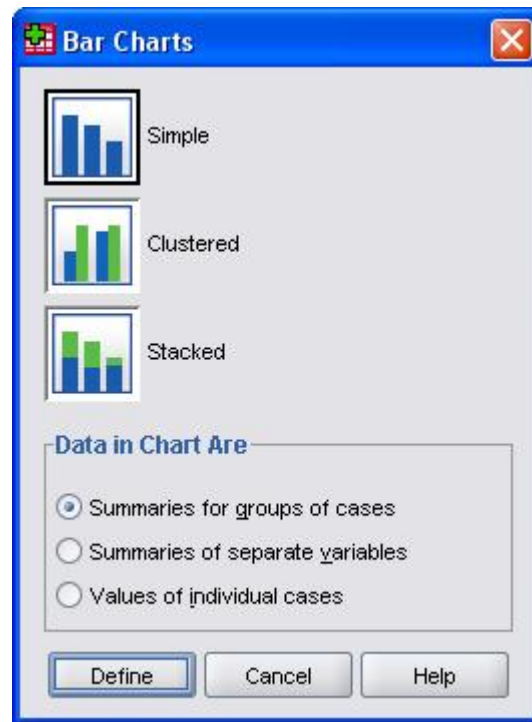 Bar Charts
Simple
Clustered
Stacked
Data in Chart Are
Summaries for groups of cases
Summaries of separate variables
Values of individual cases
Define Cancel Help